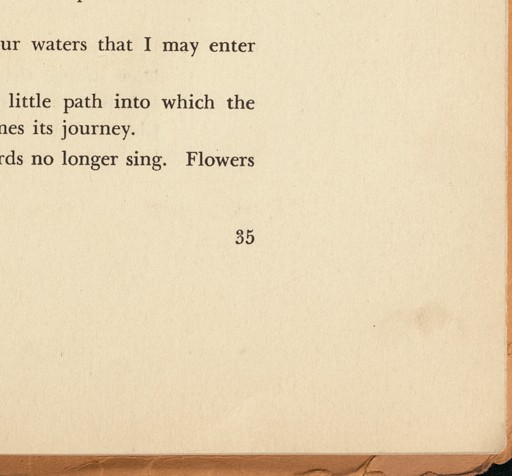 ur waters that I may enter
little path into which the
nes its journey.
rds no longer sing. Flowers
35